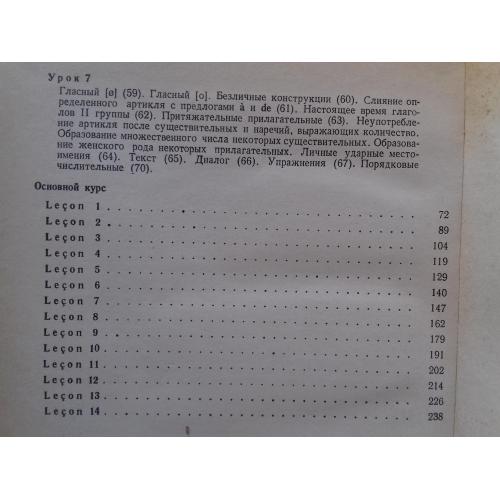 Урок 7
Гласный [ø] (59). Гласный [o]. Безличные конструкции (60). Слияние оп-
ределенного артикля с предлогами à и de (61). Настоящее время глаго-
лов II группы (62). Притяжательные прилагательные (63). Неупотребле-
ние артикля после существительных и наречий, выражающих количество.
Образование множественного числа некоторых существительных. Образова-
ние женского рода некоторых прилагательных. Личные ударные место-
имения (64). Текст (65). Диалог (66). Упражнения (67). Порядковые
числительные (70).
Основной курс
Leçon 1 . . . . . . . . . . . . . . . . . . . . 72
Leçon 2 . . . . . . . . . . . . . . . . . . . . 89
Leçon 3 . . . . . . . . . . . . . . . . . . . . 104
Leçon 4 . . . . . . . . . . . . . . . . . . . . 119
Leçon 5 . . . . . . . . . . . . . . . . . . . . 129
Leçon 6 . . . . . . . . . . . . . . . . . . . . 140
Leçon 7 . . . . . . . . . . . . . . . . . . . . 147
Leçon 8 . . . . . . . . . . . . . . . . . . . . 162
Leçon 9 . . . . . . . . . . . . . . . . . . . . 179
Leçon 10 . . . . . . . . . . . . . . . . . . . . 191
Leçon 11 . . . . . . . . . . . . . . . . . . . . 202
Leçon 12 . . . . . . . . . . . . . . . . . . . . 214
Leçon 13 . . . . . . . . . . . . . . . . . . . . 226
Leçon 14 . . . . . . . . . . . . . . . . . . . . 238